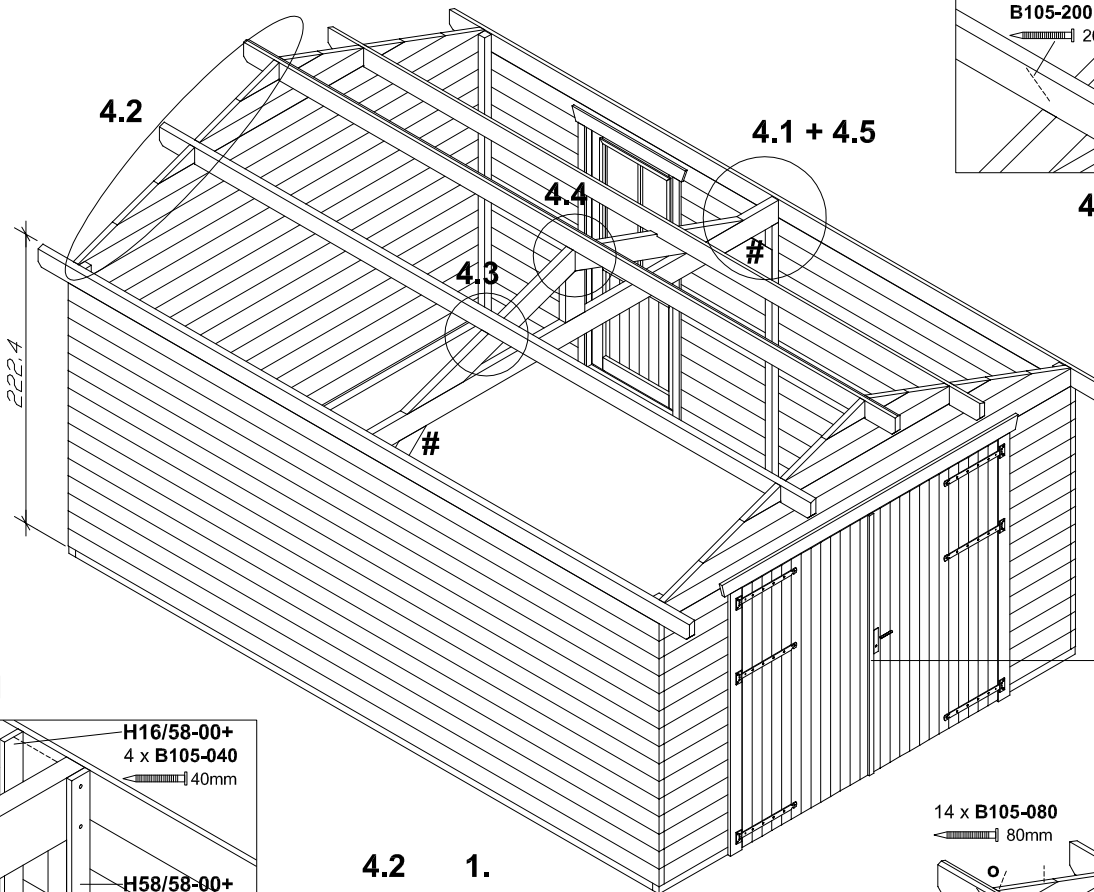 B105-200
4.2
4.1 + 4.5
4.4
#
4.3
222.4
#
H16/58-00+
4 x B105-040
40mm
H58/58-00+
4.2 1.
14 x B105-080
80mm
o